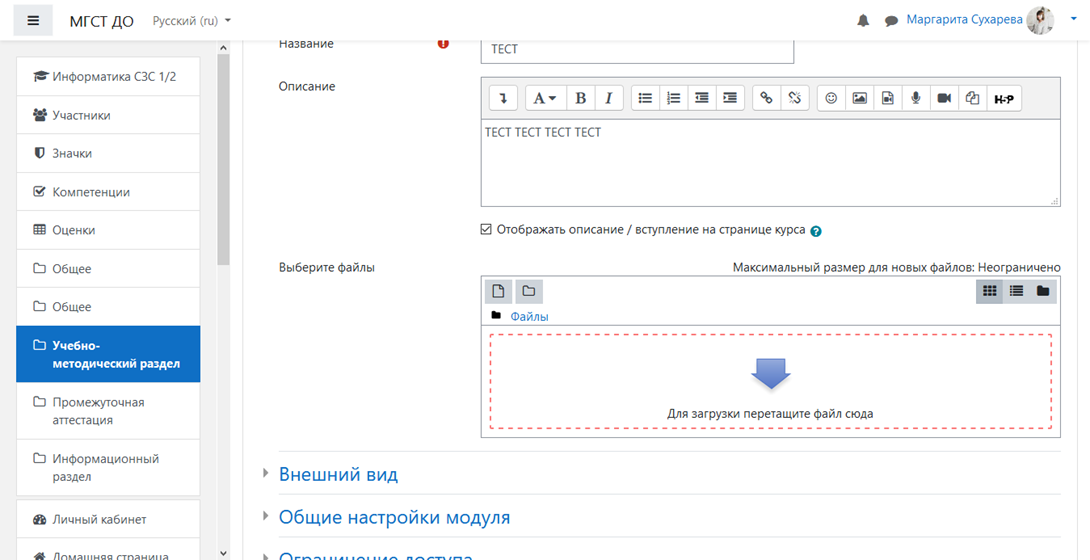 МГСТ ДО
Русский (ru)
Маргарита Сухарева
Информатика СЗС 1/2
Участники
Значки
Компетенции
Оценки
Общее
Общее
Учебно-
методический раздел
Промежуточная
аттестация
Информационный
раздел
Личный кабинет
Домашняя страница
Название
ТЕСТ
Описание
A
B
I
H-P
ТЕСТ ТЕСТ ТЕСТ ТЕСТ
Отображать описание / вступление на странице курса
Выберите файлы
Максимальный размер для новых файлов: Неограничено
Файлы
Для загрузки перетащите файл сюда
Внешний вид
Общие настройки модуля
Ограничение доступа